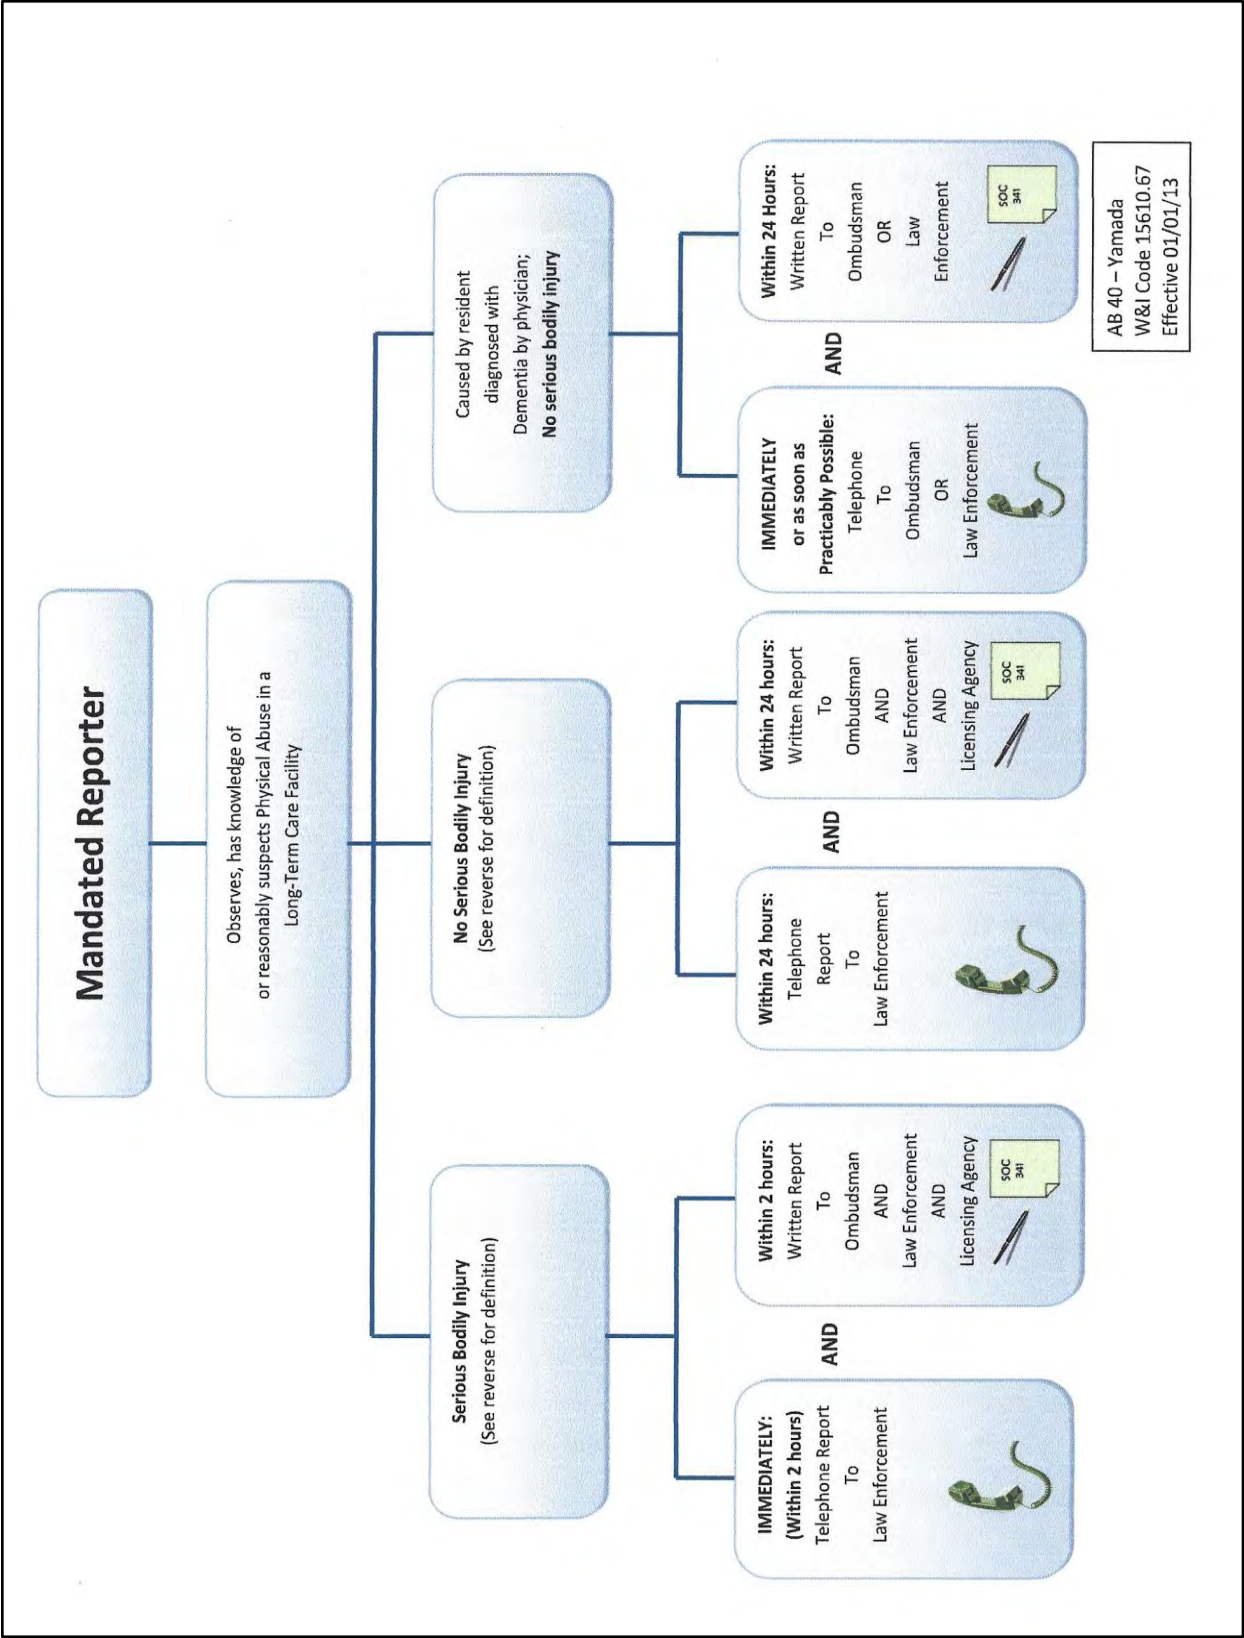 Mandated Reporter
Observes, has knowledge of
or reasonably suspects Physical Abuse in a
Long-Term Care Facility
Serious Bodily Injury
(See reverse for definition)
No Serious Bodily Injury
(See reverse for definition)
Caused by resident
diagnosed with
Dementia by physician;
No serious bodily injury
IMMEDIATELY:
(Within 2 hours)
Telephone Report
To
Law Enforcement
AND
Within 2 hours:
Written Report
To
Ombudsman
AND
Law Enforcement
AND
Licensing Agency
SOC
341
Within 24 hours:
Telephone
Report
To
Law Enforcement
AND
Within 24 hours:
Written Report
To
Ombudsman
AND
Law Enforcement
AND
Licensing Agency
SOC
341
IMMEDIATELY
or as soon as
Practicably Possible:
Telephone
To
Ombudsman
OR
Law Enforcement
AND
Within 24 Hours:
Written Report
To
Ombudsman
OR
Law
Enforcement
SOC
341
AB 40 – Yamada
W&I Code 15610.67
Effective 01/01/13